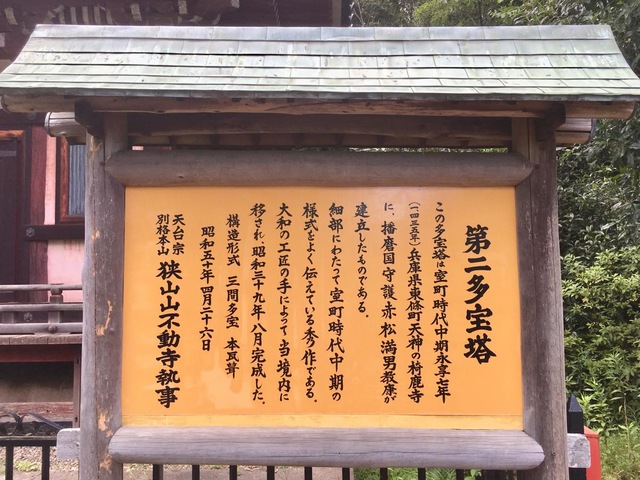 第二多宝塔
この多宝塔は室町時代中期永享七年
(一四三五年)兵庫県東條町天神の椅鹿寺
に、播磨国守護赤松満男教康が
建立したものである。
細部にわたって室町時代中期の
様式をよく伝えている秀作である。
大和の工匠の手によって当境内に
移され、昭和三十九年八月完成した。
構造形式 三間多宝 本瓦葺
昭和五十年四月二十六日
天台宗
別格本山 狭山山不動寺執事